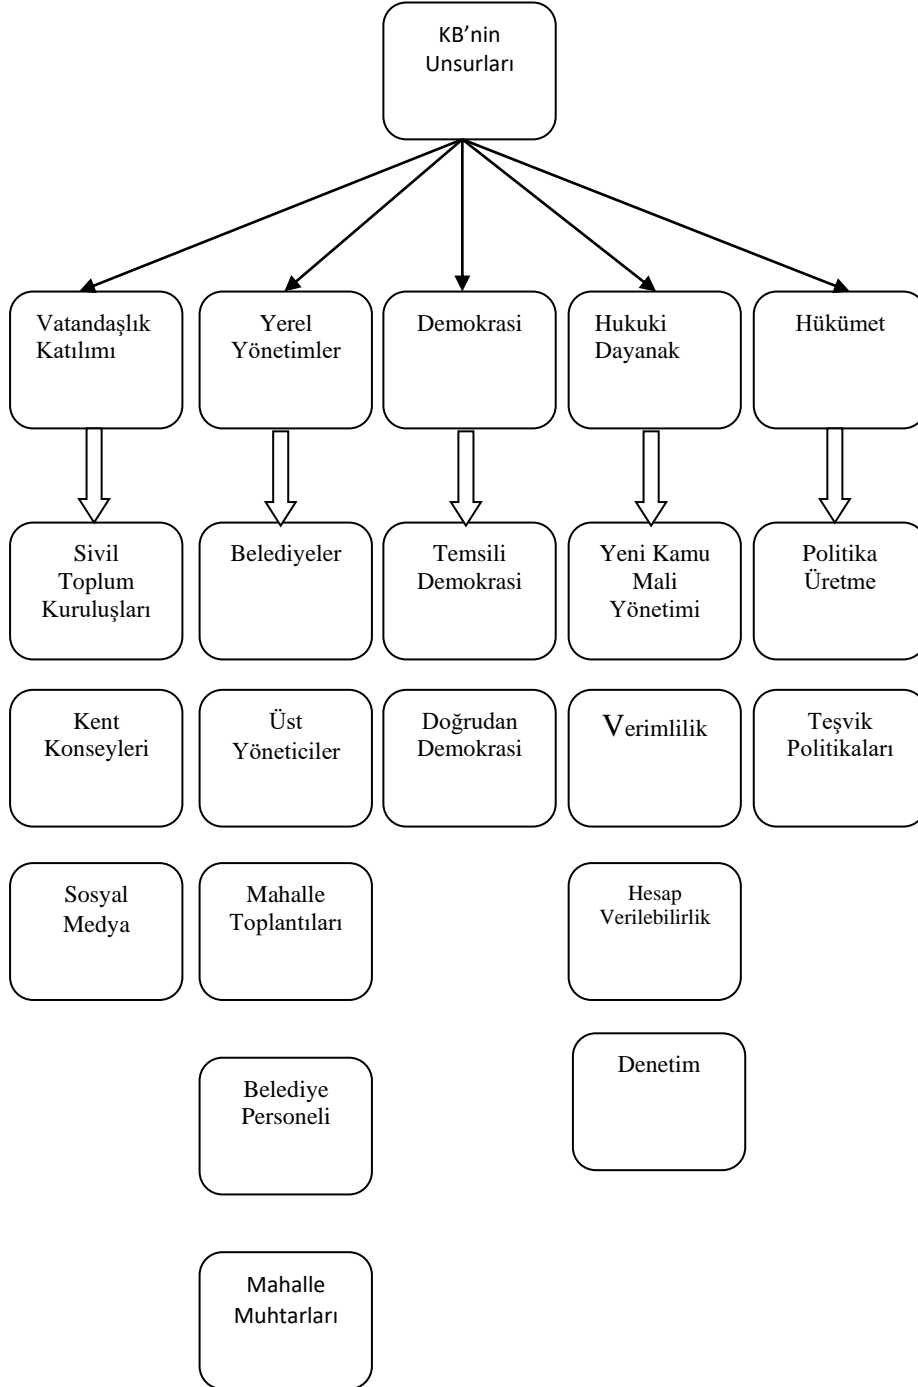 KB’nin
Unsurları
Vatandaşlık
Katılımı
Yerel
Yönetimler
Demokrasi
Hukuki
Dayanak
Hükümet
Sivil
Toplum
Kuruluşları
Belediyeler
Temsili
Demokrasi
Yeni Kamu
Mali
Yönetimi
Politika
Üretme
Kent
Konseyleri
Üst
Yöneticiler
Doğrudan
Demokrasi
Verimlilik
Teşvik
Politikaları
Sosyal
Medya
Mahalle
Toplantıları
Hesap
Verilebilirlik
Belediye
Personeli
Denetim
Mahalle
Muhtarları